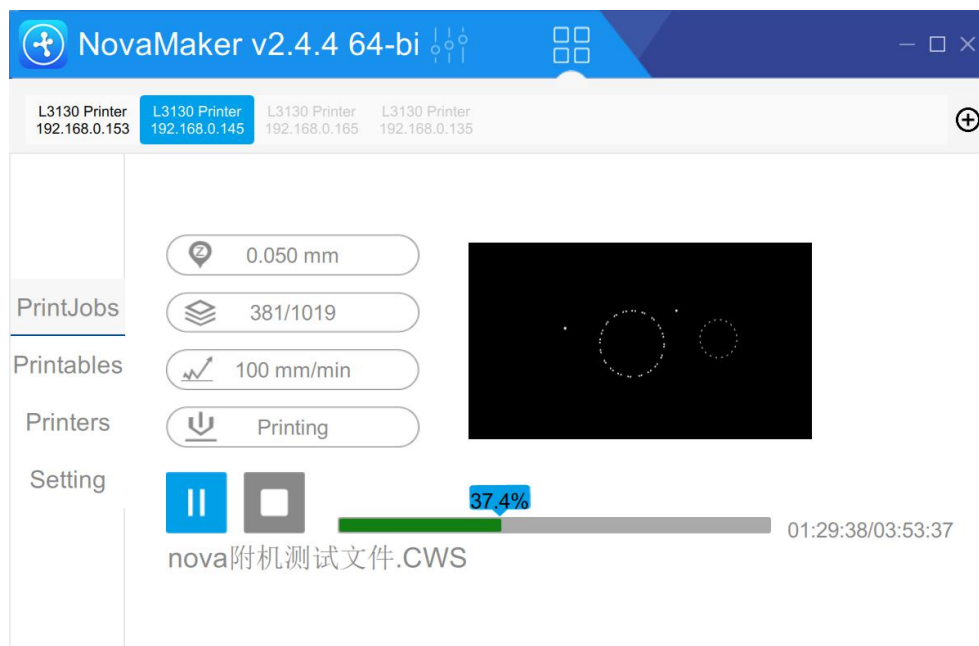 NovaMaker v2.4.4 64-bi
L3130 Printer L3130 Printer L3130 Printer L3130 Printer
192.168.0.153 192.168.0.145 192.168.0.165 192.168.0.135
Z 0.050 mm
PrintJobs
381/1019
Printables
100 mm/min
Printers
Printing
Setting
37.4%
01:29:38/03:53:37
nova附机测试文件.CWS